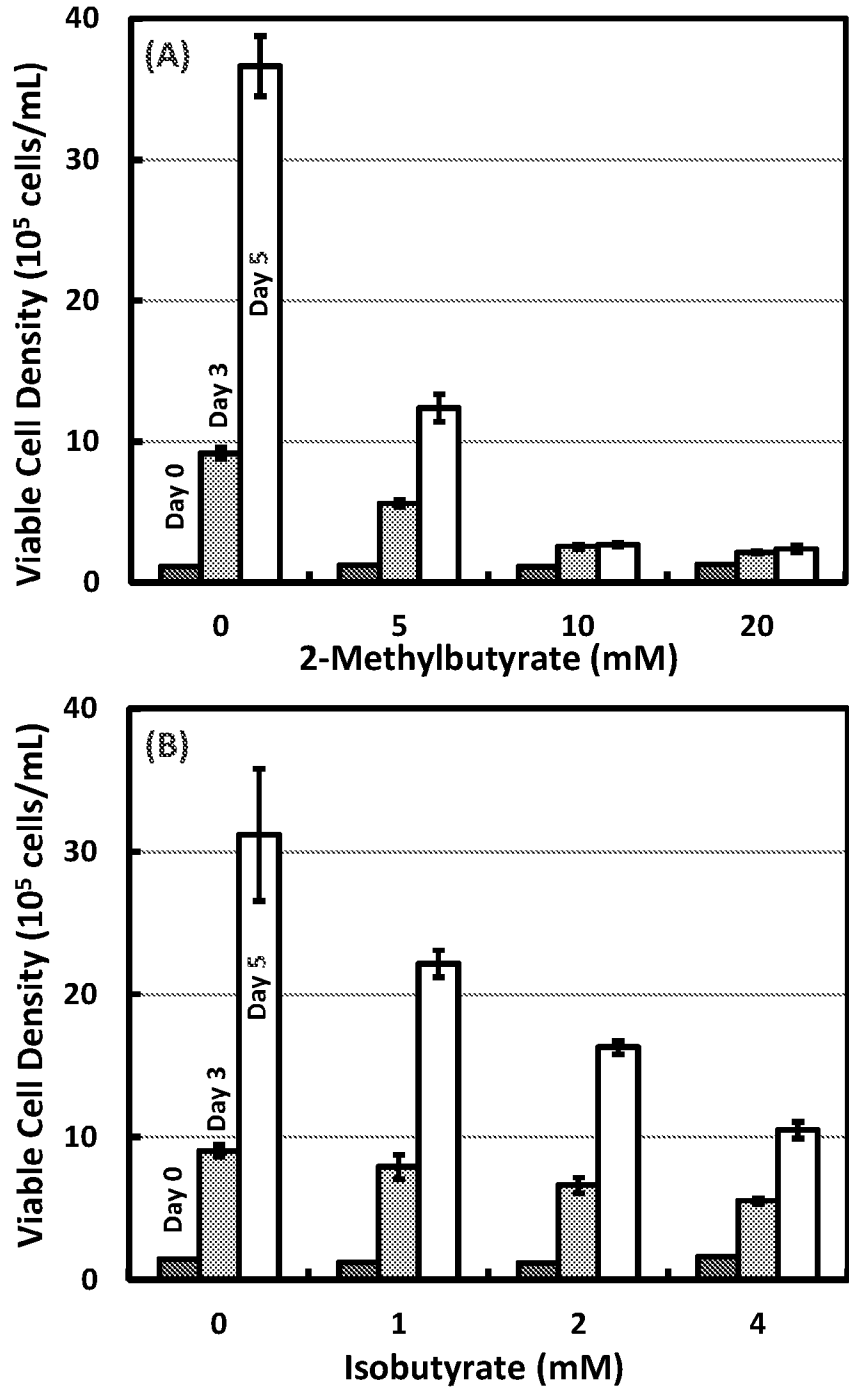 (A)
Viable Cell Density (10⁵ cells/mL)
40
30
20
10
0
Day 0
Day 3
Day 5
0 5 10 20
2-Methylbutyrate (mM)
(B)
Viable Cell Density (10⁵ cells/mL)
40
30
20
10
0
Day 0
Day 3
Day 5
0 1 2 4
Isobutyrate (mM)